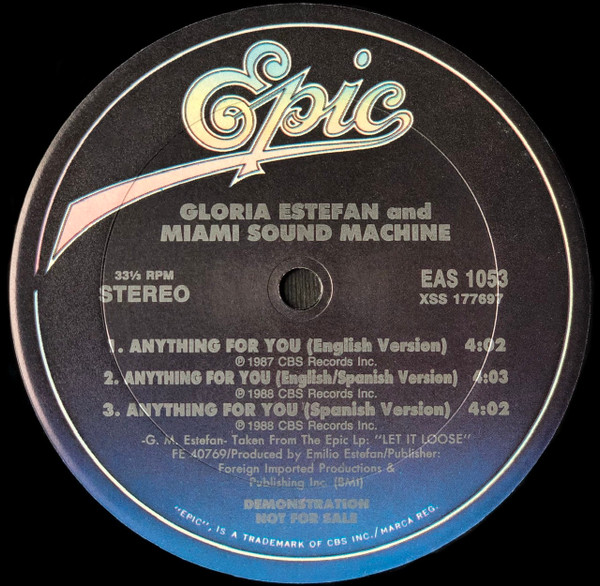 Epic
GLORIA ESTEFAN and
MIAMI SOUND MACHINE
33⅓ RPM
STEREO
EAS 1053
XSS 177697
1. ANYTHING FOR YOU (English Version) 4:02
℗ 1987 CBS Records Inc.
2. ANYTHING FOR YOU (English/Spanish Version) 4:03
℗ 1988 CBS Records Inc.
3. ANYTHING FOR YOU (Spanish Version) 4:02
℗ 1988 CBS Records Inc.
-G. M. Estefan- Taken From The Epic Lp: "LET IT LOOSE"
FE 40769/Produced by Emilio Estefan/Publisher:
Foreign Imported Productions &
Publishing Inc. (BMI)
DEMONSTRATION
NOT FOR SALE
"EPIC", IS A TRADEMARK OF CBS INC./MARCA REG.